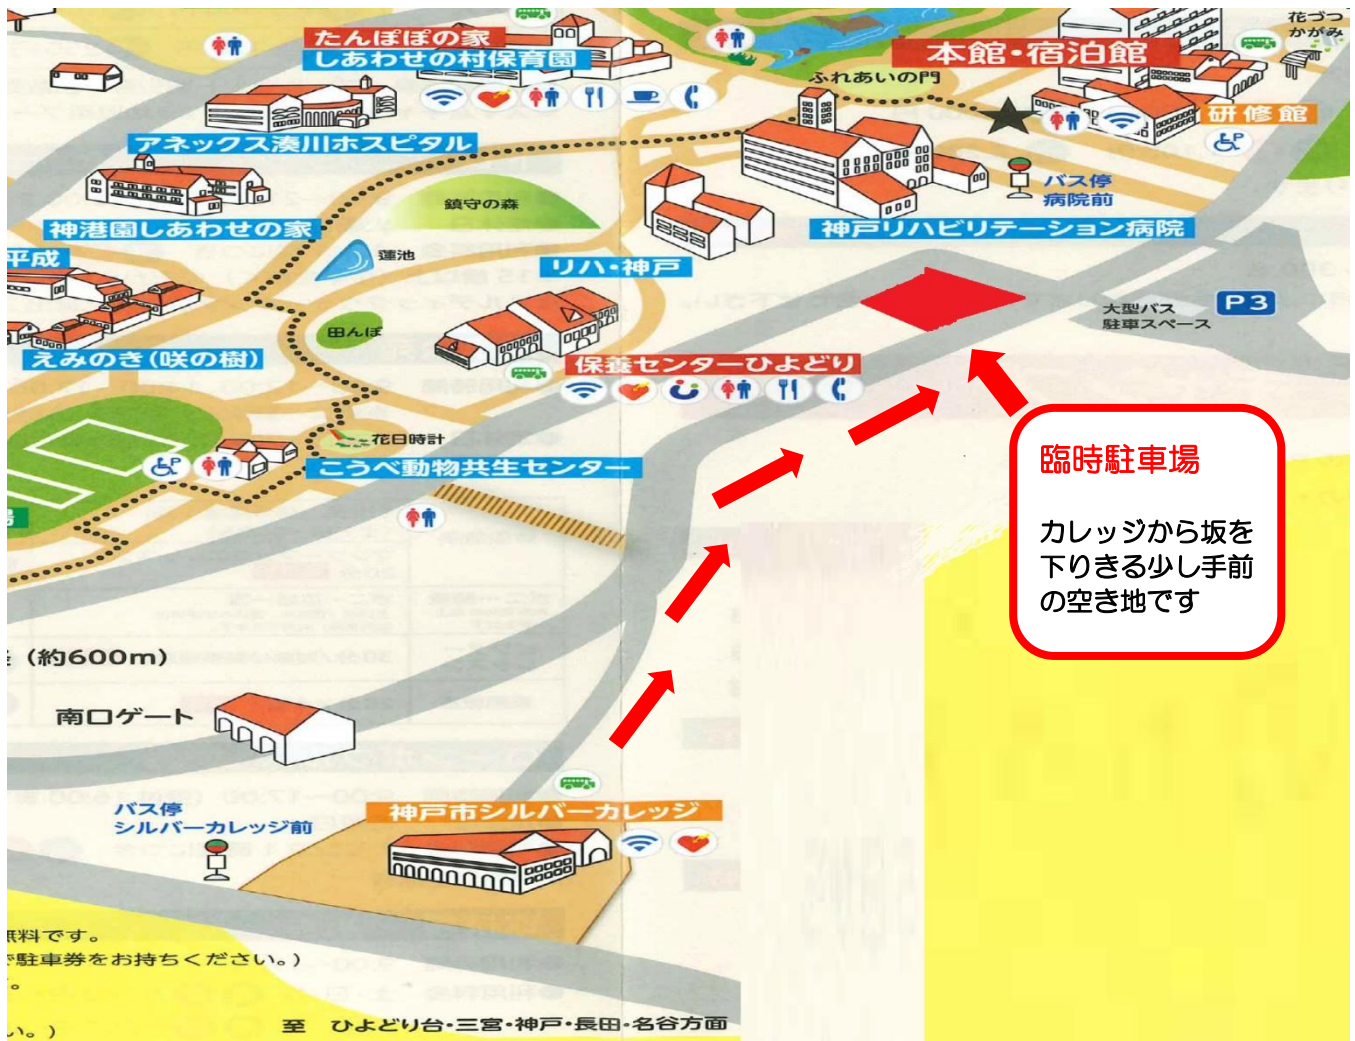 たんぽぽの家
しあわせの村保育園
本館・宿泊館
花づつ
かがみ
ふれあいの門
研修館
アネックス湊川ホスピタル
バス停
病院前
鎮守の森
神港園しあわせの家
神戸リハビリテーション病院
平成
蓮池
リハ・神戸
P3
大型バス
駐車スペース
田んぼ
えみのき(咲の樹)
保養センターひよどり
花日時計
こうべ動物共生センター
場
臨時駐車場
カレッジから坂を
下りきる少し手前
の空き地です
(約600m)
南口ゲート
バス停
シルバーカレッジ前
神戸市シルバーカレッジ
無料です。
で駐車券をお持ちください。)
。
い。)
至 ひよどり台・三宮・神戸・長田・名谷方面